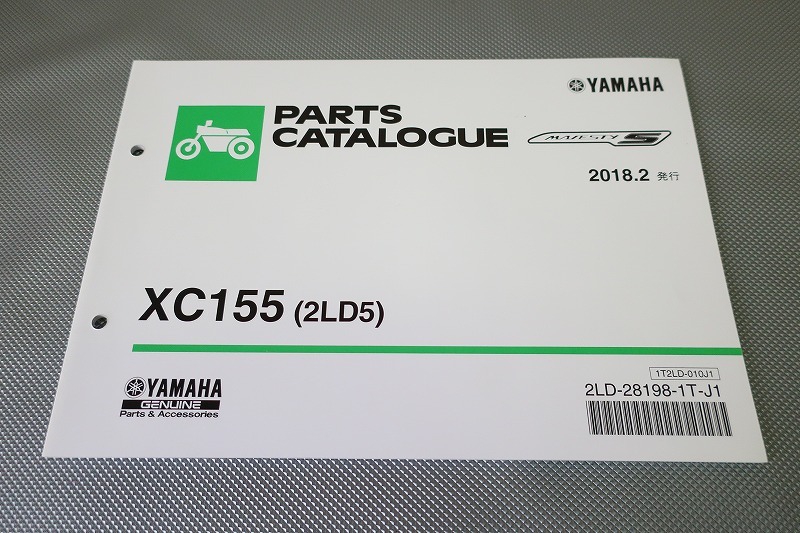 YAMAHA
PARTS
CATALOGUE
MAJESTY S
2018.2 発行
XC155 (2LD5)
YAMAHA
GENUINE
Parts & Accessories
1T2LD-010J1
2LD-28198-1T-J1